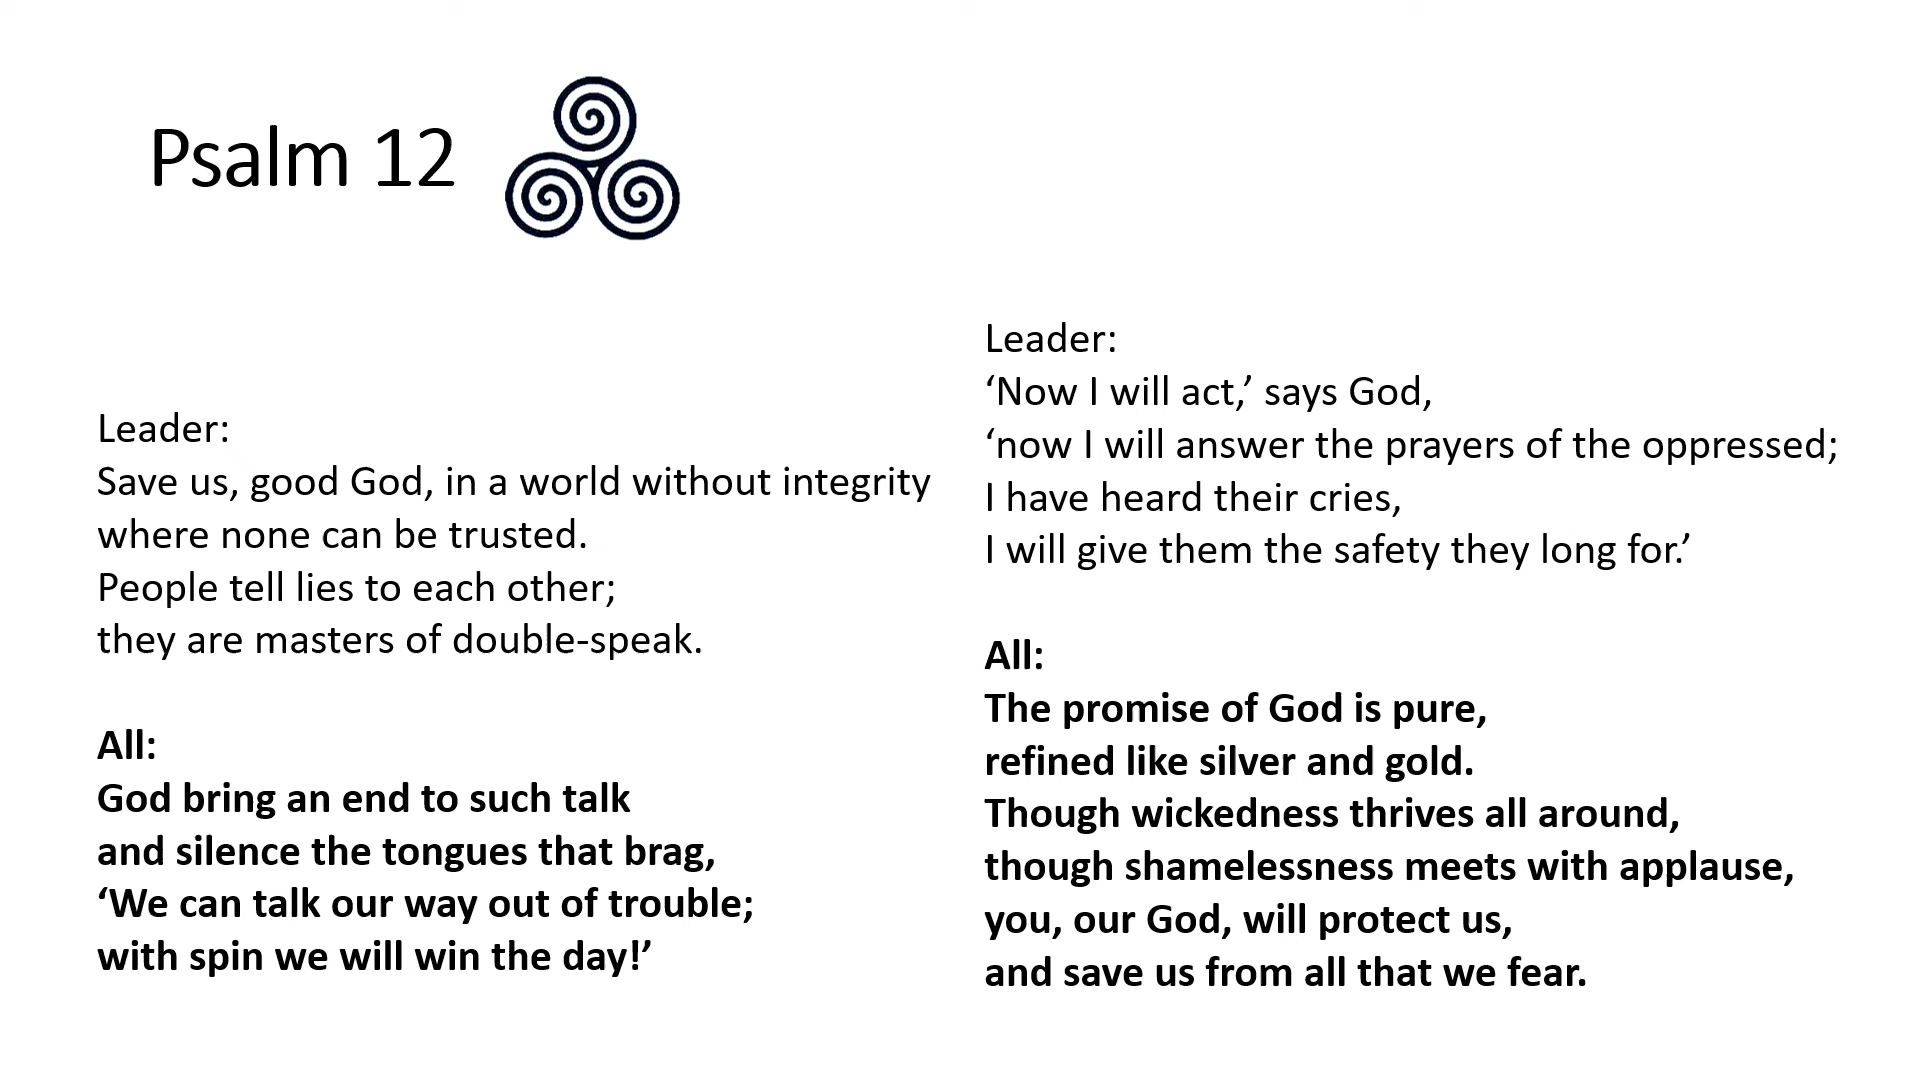 Psalm 12
Leader:
Save us, good God, in a world without integrity
where none can be trusted.
People tell lies to each other;
they are masters of double-speak.
All:
God bring an end to such talk
and silence the tongues that brag,
‘We can talk our way out of trouble;
with spin we will win the day!’
Leader:
‘Now I will act,’ says God,
‘now I will answer the prayers of the oppressed;
I have heard their cries,
I will give them the safety they long for.’
All:
The promise of God is pure,
refined like silver and gold.
Though wickedness thrives all around,
though shamelessness meets with applause,
you, our God, will protect us,
and save us from all that we fear.